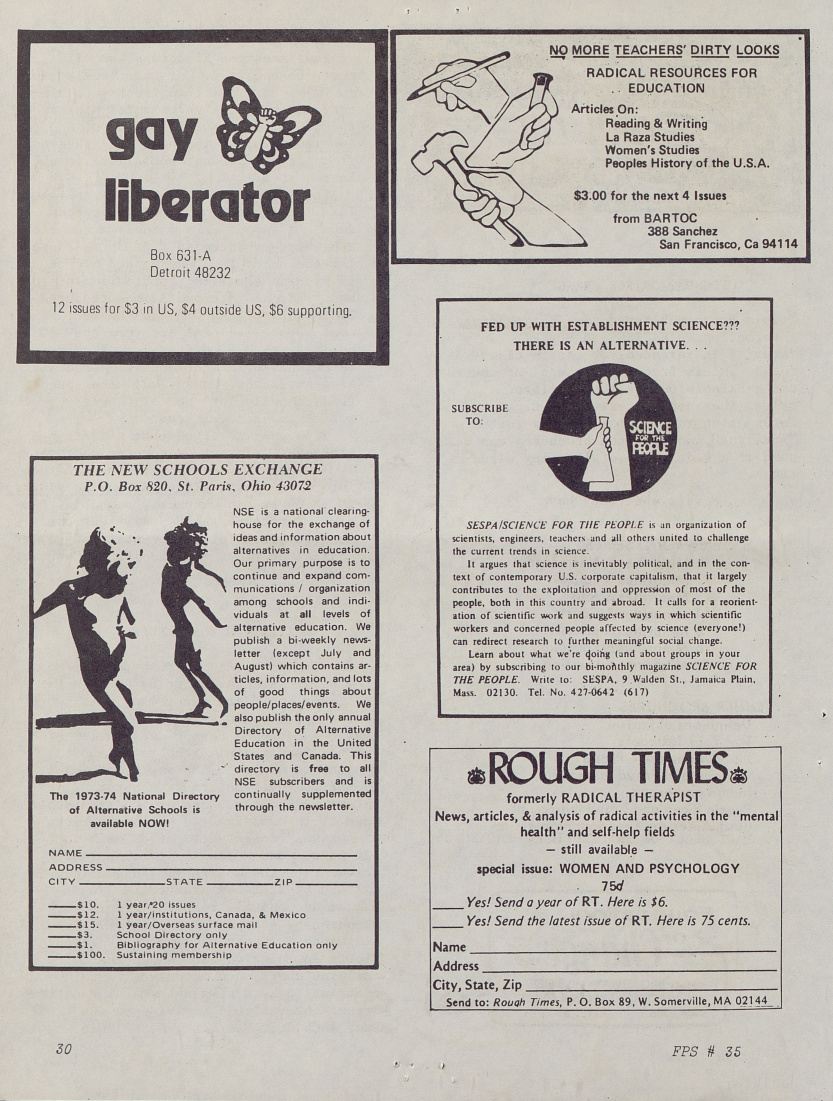 gay
liberator
Box 631-A
Detroit 48232
12 issues for $3 in US, $4 outside US, $6 supporting.
NO MORE TEACHERS' DIRTY LOOKS
RADICAL RESOURCES FOR
EDUCATION
Articles On:
Reading & Writing
La Raza Studies
Women's Studies
Peoples History of the U.S.A.
$3.00 for the next 4 Issues
from BARTOC
388 Sanchez
San Francisco, Ca 94114
FED UP WITH ESTABLISHMENT SCIENCE???
THERE IS AN ALTERNATIVE. . .
SUBSCRIBE
TO:
SCIENCE
FOR THE
PEOPLE
SESPA/SCIENCE FOR THE PEOPLE is an organization of
scientists, engineers, teachers and all others united to challenge
the current trends in science.
It argues that science is inevitably political, and in the con-
text of contemporary U.S. corporate capitalism, that it largely
contributes to the exploitation and oppression of most of the
people, both in this country and abroad. It calls for a reorient-
ation of scientific work and suggests ways in which scientific
workers and concerned people affected by science (everyone!)
can redirect research to further meaningful social change.
Learn about what we're doing (and about groups in your
area) by subscribing to our bi-monthly magazine SCIENCE FOR
THE PEOPLE. Write to: SESPA, 9 Walden St., Jamaica Plain,
Mass. 02130. Tel. No. 427-0642 (617)
THE NEW SCHOOLS EXCHANGE
P.O. Box 820, St. Paris, Ohio 43072
NSE is a national clearing-
house for the exchange of
ideas and information about
alternatives in education.
Our primary purpose is to
continue and expand com-
munications / organization
among schools and indi-
viduals at all levels of
alternative education. We
publish a bi-weekly news-
letter (except July and
August) which contains ar-
ticles, information, and lots
of good things about
people/places/events. We
also publish the only annual
Directory of Alternative
Education in the United
States and Canada. This
directory is free to all
NSE subscribers and is
continually supplemented
through the newsletter.
The 1973-74 National Directory
of Alternative Schools is
available NOW!
NAME
ADDRESS
CITY STATE ZIP
$10. 1 year, 20 issues
$12. 1 year/institutions, Canada, & Mexico
$15. 1 year/Overseas surface mail
$3. School Directory only
$1. Bibliography for Alternative Education only
$100. Sustaining membership
ROUGH TIMES
formerly RADICAL THERAPIST
News, articles, & analysis of radical activities in the "mental
health" and self-help fields
— still available —
special issue: WOMEN AND PSYCHOLOGY
75¢
Yes! Send a year of RT. Here is $6.
Yes! Send the latest issue of RT. Here is 75 cents.
Name
Address
City, State, Zip
Send to: Rough Times, P. O. Box 89, W. Somerville, MA 02144
30
FPS # 35